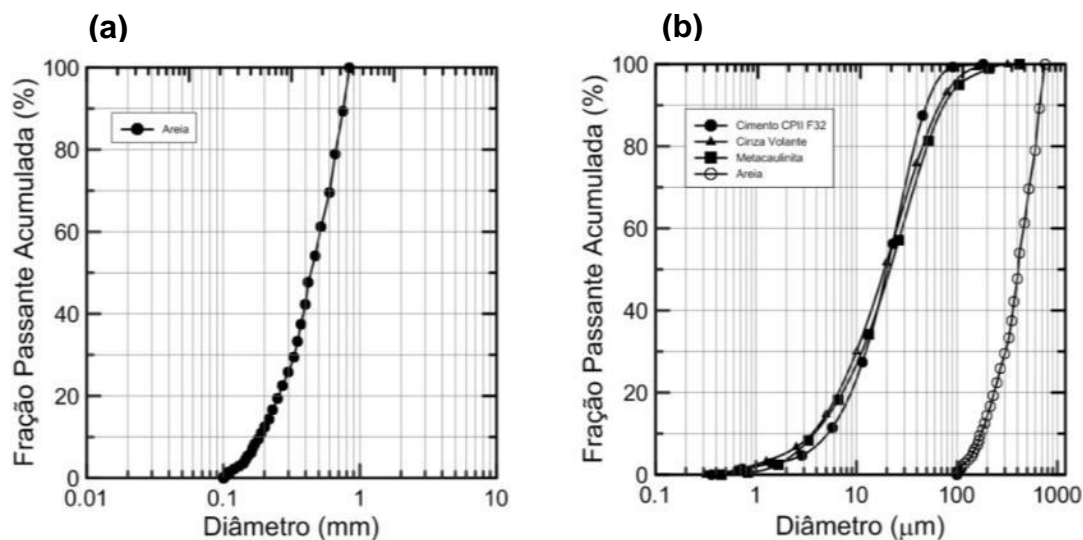 (a)
100
80
60
40
20
0
Fração Passante Acumulada (%)
Areia
0.01
0.1
1
10
Diâmetro (mm)
(b)
100
80
60
40
20
0
Fração Passante Acumulada (%)
Cimento CPII F32
Cinza Volante
Metacaulinita
Areia
0.1
1
10
100
1000
Diâmetro (μm)